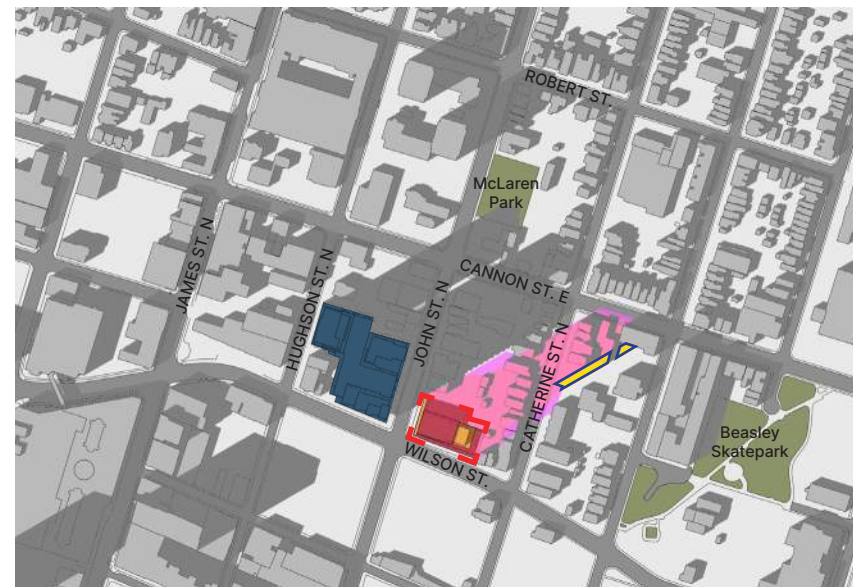 ROBERT ST.
McLaren
Park
JAMES ST. N
HUGHSON ST. N
JOHN ST. N
CANNON ST. E
CATHERINE ST. N
WILSON ST.
Beasley
Skatepark